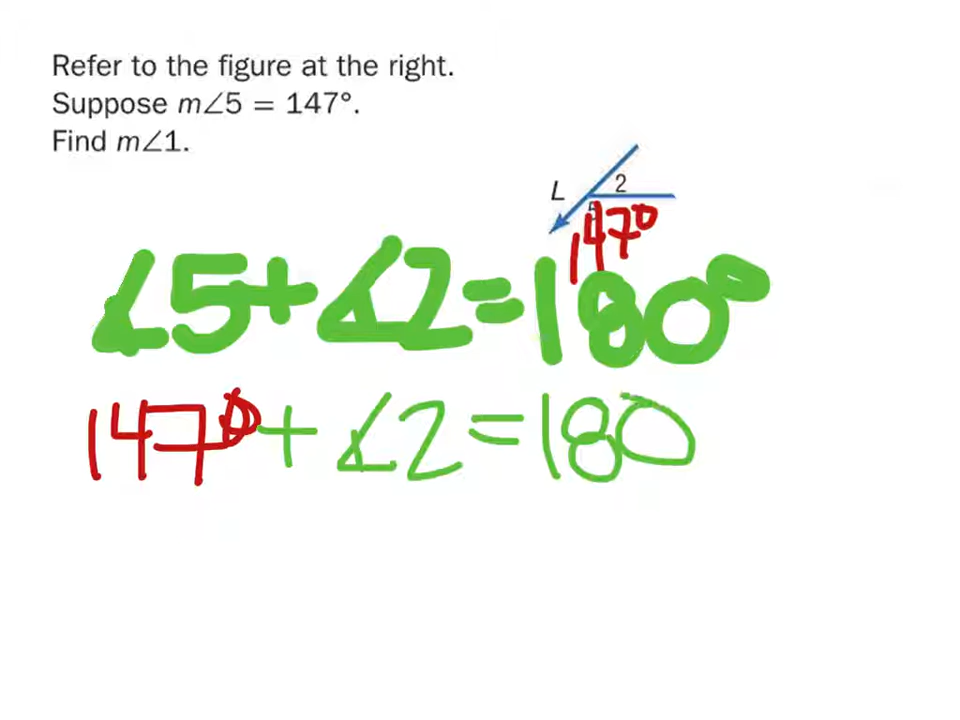 Refer to the figure at the right.
Suppose m∠5 = 147°.
Find m∠1.
L
2
147°
∠5+∠2=180°
147°+∠2=180